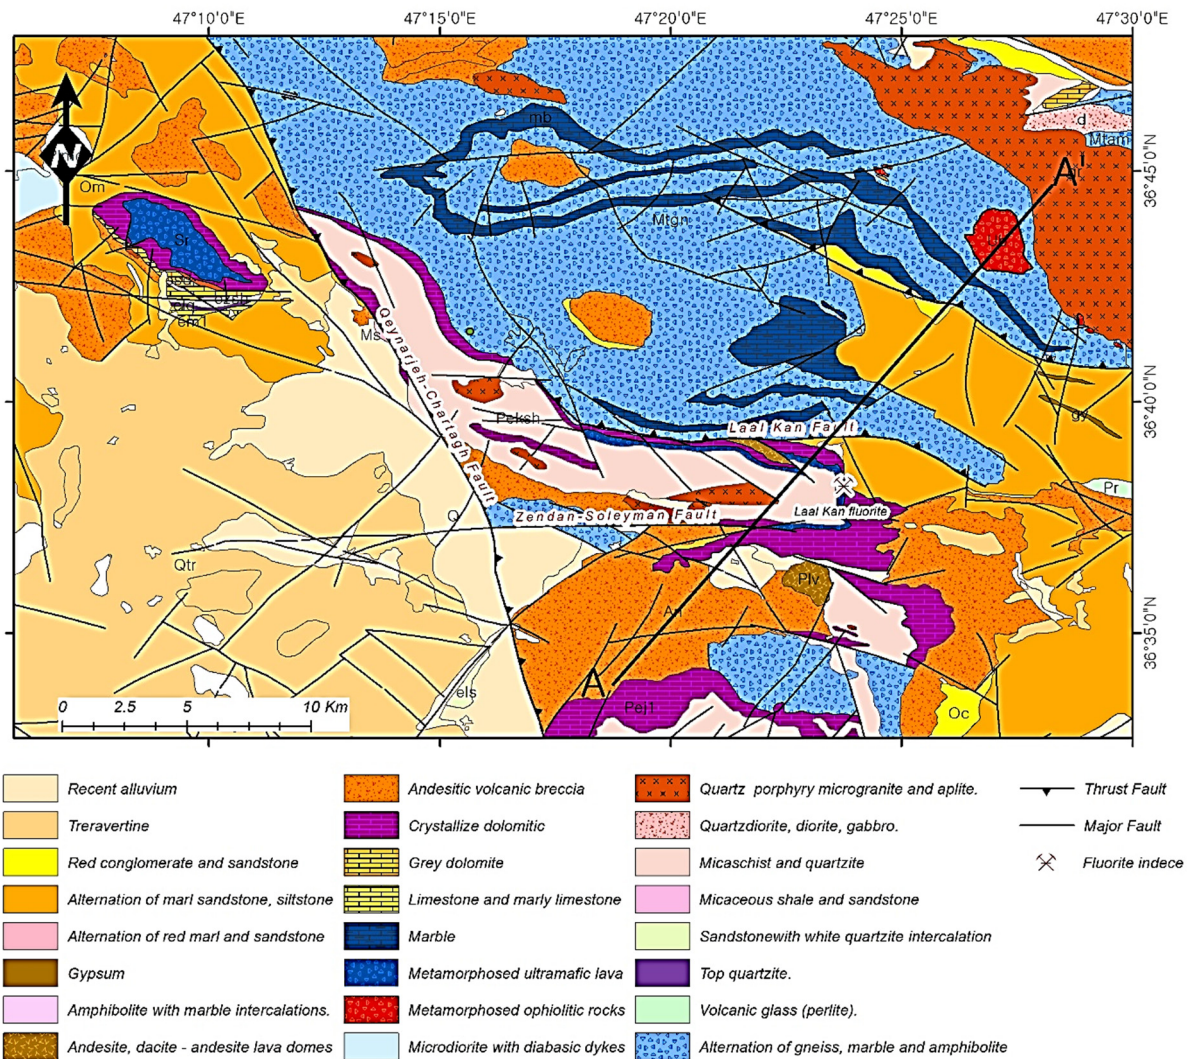 47°10'0"E 47°15'0"E 47°20'0"E 47°25'0"E 47°30'0"E
N
mb
d
Mtam
A'
gr
36°45'0"N
Om
Sr
Mtgn
Ms
Qeynarjeh-Chartagh Fault
Pcksh
36°40'0"N
gy
Laal Kan Fault
Pr
Laal Kan fluorite
Q
Zendan-Soleyman Fault
Qtr
Plv
An
36°35'0"N
A
els
Pej1
Oc
0 2.5 5 10 Km
Recent alluvium
Treravertine
Red conglomerate and sandstone
Alternation of marl sandstone, siltstone
Alternation of red marl and sandstone
Gypsum
Amphibolite with marble intercalations.
Andesite, dacite - andesite lava domes
Andesitic volcanic breccia
Crystallize dolomitic
Grey dolomite
Limestone and marly limestone
Marble
Metamorphosed ultramafic lava
Metamorphosed ophiolitic rocks
Microdiorite with diabasic dykes
Quartz porphyry microgranite and aplite.
Quartzdiorite, diorite, gabbro.
Micaschist and quartzite
Micaceous shale and sandstone
Sandstonewith white quartzite intercalation
Top quartzite.
Volcanic glass (perlite).
Alternation of gneiss, marble and amphibolite
Thrust Fault
Major Fault
Fluorite indece